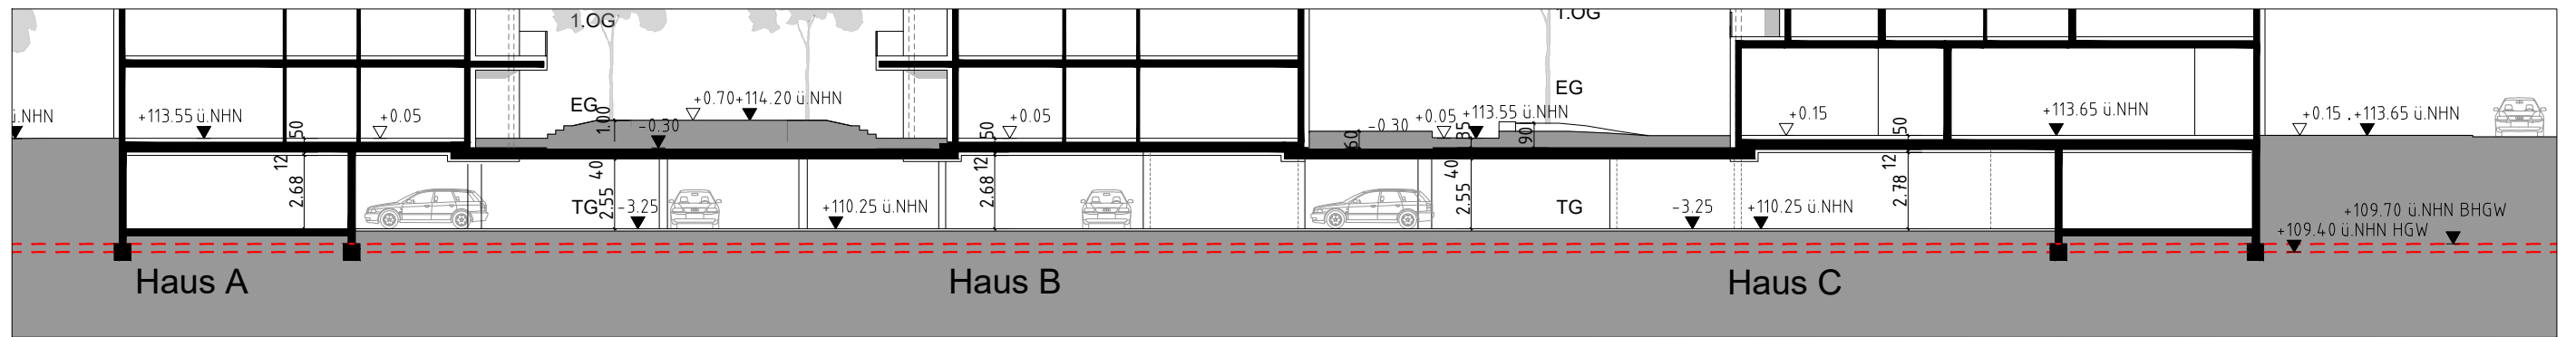 1.OG
1.OG
EG
ü.NHN
+113.55 ü.NHN
50
+0.05
EG
1.00
-0.30
+0.70+114.20 ü.NHN
+0.05
50
60
-0.30
+0.05
+113.55 ü.NHN
35
90
+0.15
50
+113.65 ü.NHN
+0.15
+113.65 ü.NHN
12
2.68
40
2.55
TG
-3.25
+110.25 ü.NHN
12
2.68
40
2.55
TG
-3.25
+110.25 ü.NHN
12
2.78
+109.70 ü.NHN BHGW
+109.40 ü.NHN HGW
Haus A
Haus B
Haus C